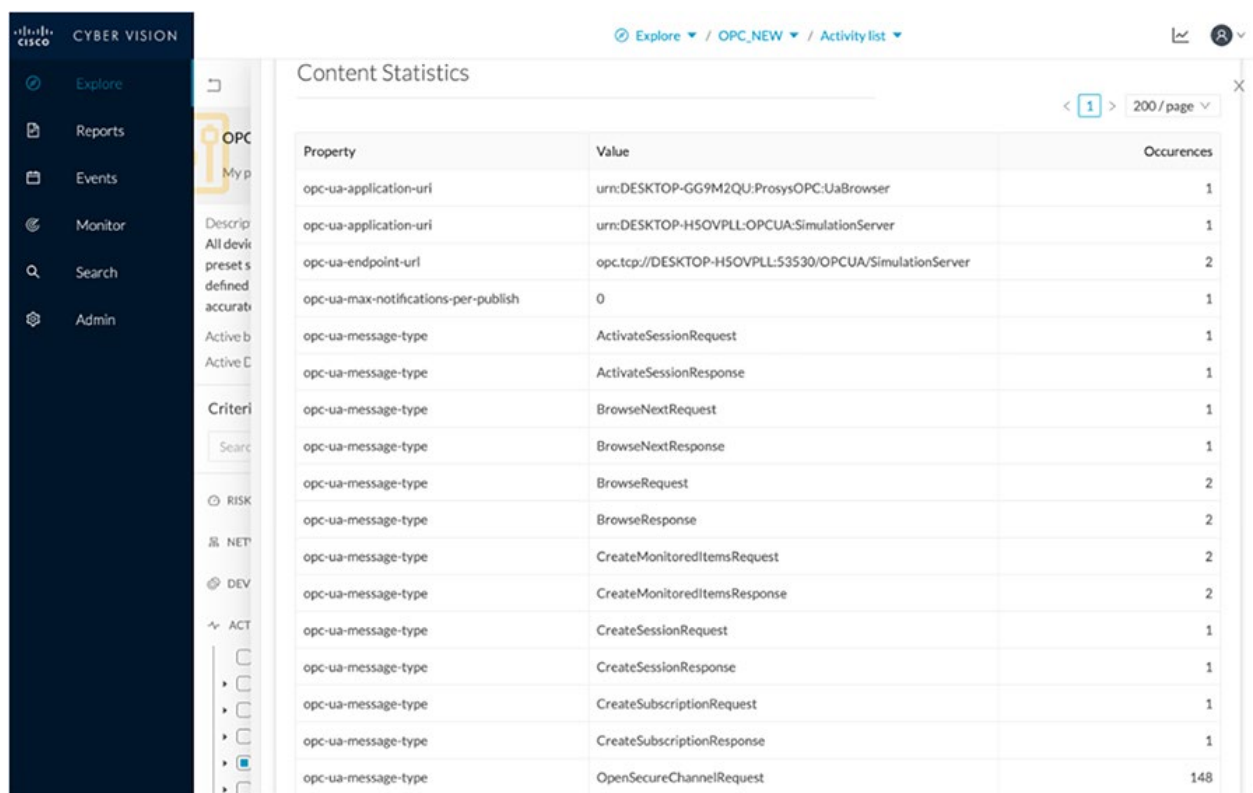 CISCO CYBER VISION
Explore / OPC_NEW / Activity list
Explore
Reports
Events
Monitor
Search
Admin
OPC
My p
Descrip
All devic
preset s
defined
accurate
Active b
Active D
Criteri
Searc
RISK
NET
DEV
ACT
Content Statistics
< 1 > 200 / page
Property Value Occurences
opc-ua-application-uri urn:DESKTOP-GG9M2QU:ProsysOPC:UaBrowser 1
opc-ua-application-uri urn:DESKTOP-H5OVPLL:OPCUA:SimulationServer 1
opc-ua-endpoint-url opc.tcp://DESKTOP-H5OVPLL:53530/OPCUA/SimulationServer 2
opc-ua-max-notifications-per-publish 0 1
opc-ua-message-type ActivateSessionRequest 1
opc-ua-message-type ActivateSessionResponse 1
opc-ua-message-type BrowseNextRequest 1
opc-ua-message-type BrowseNextResponse 1
opc-ua-message-type BrowseRequest 2
opc-ua-message-type BrowseResponse 2
opc-ua-message-type CreateMonitoredItemsRequest 2
opc-ua-message-type CreateMonitoredItemsResponse 2
opc-ua-message-type CreateSessionRequest 1
opc-ua-message-type CreateSessionResponse 1
opc-ua-message-type CreateSubscriptionRequest 1
opc-ua-message-type CreateSubscriptionResponse 1
opc-ua-message-type OpenSecureChannelRequest 148